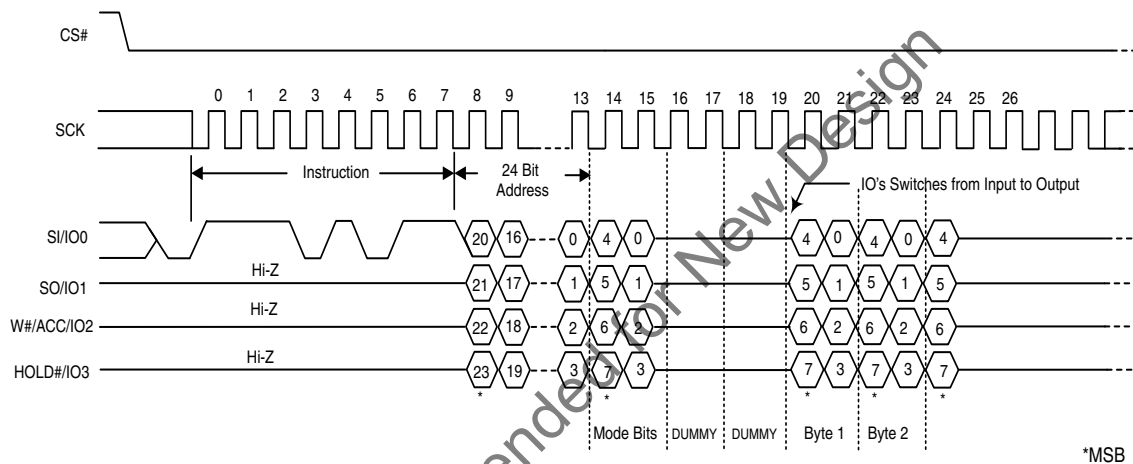 CS#
0 1 2 3 4 5 6 7 8 9 13 14 15 16 17 18 19 20 21 22 23 24 25 26
SCK
Instruction
24 Bit
Address
IO's Switches from Input to Output
SI/IO0
20 16 0 4 0 4 0 4 0 4
Hi-Z
SO/IO1
21 17 1 5 1 5 1 5 1 5
Hi-Z
W#/ACC/IO2
22 18 2 6 2 6 2 6 2 6
Hi-Z
HOLD#/IO3
23 19 3 7 3 7 3 7 3 7
* * * * *
Mode Bits DUMMY DUMMY Byte 1 Byte 2
*MSB
ended for New Design